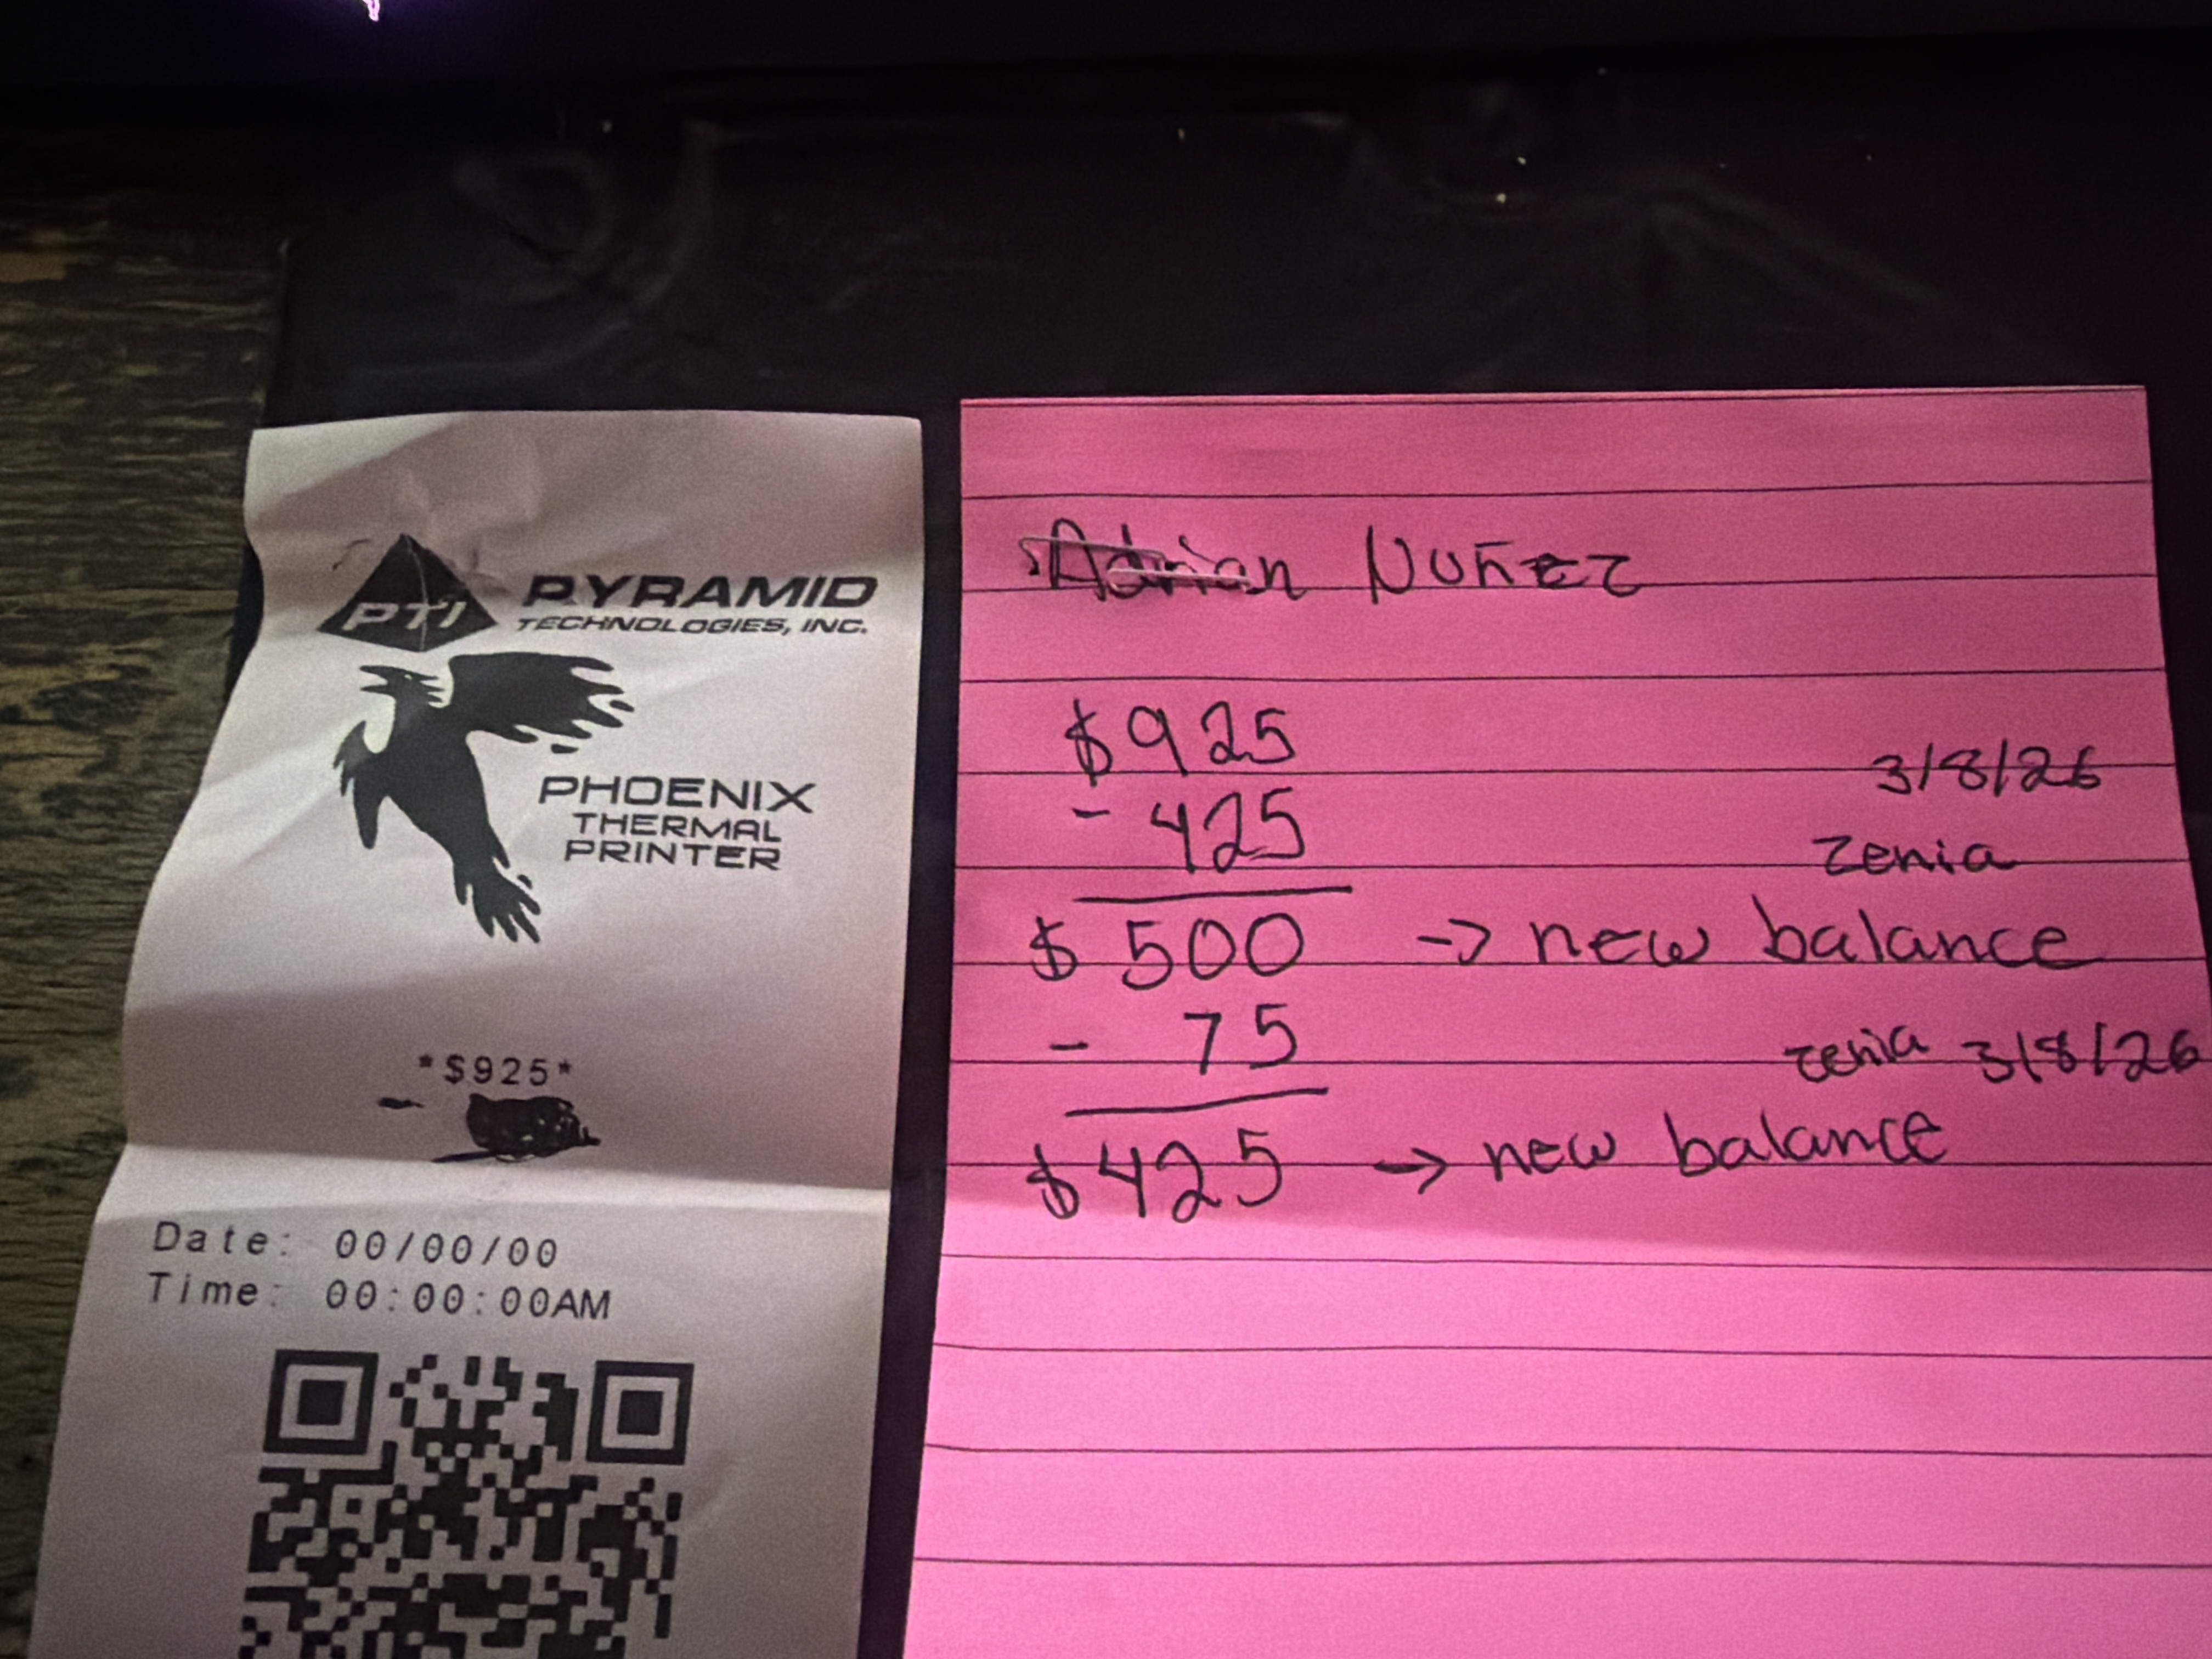 PTI PYRAMID
TECHNOLOGIES, INC.
PHOENIX
THERMAL
PRINTER
*$925*
Date: 00/00/00
Time: 00:00:00AM
Adrian Nuñez
$925
- 425
3/8/26
zenia
$ 500 -> new balance
- 75
zenia 3/8/26
$425 -> new balance